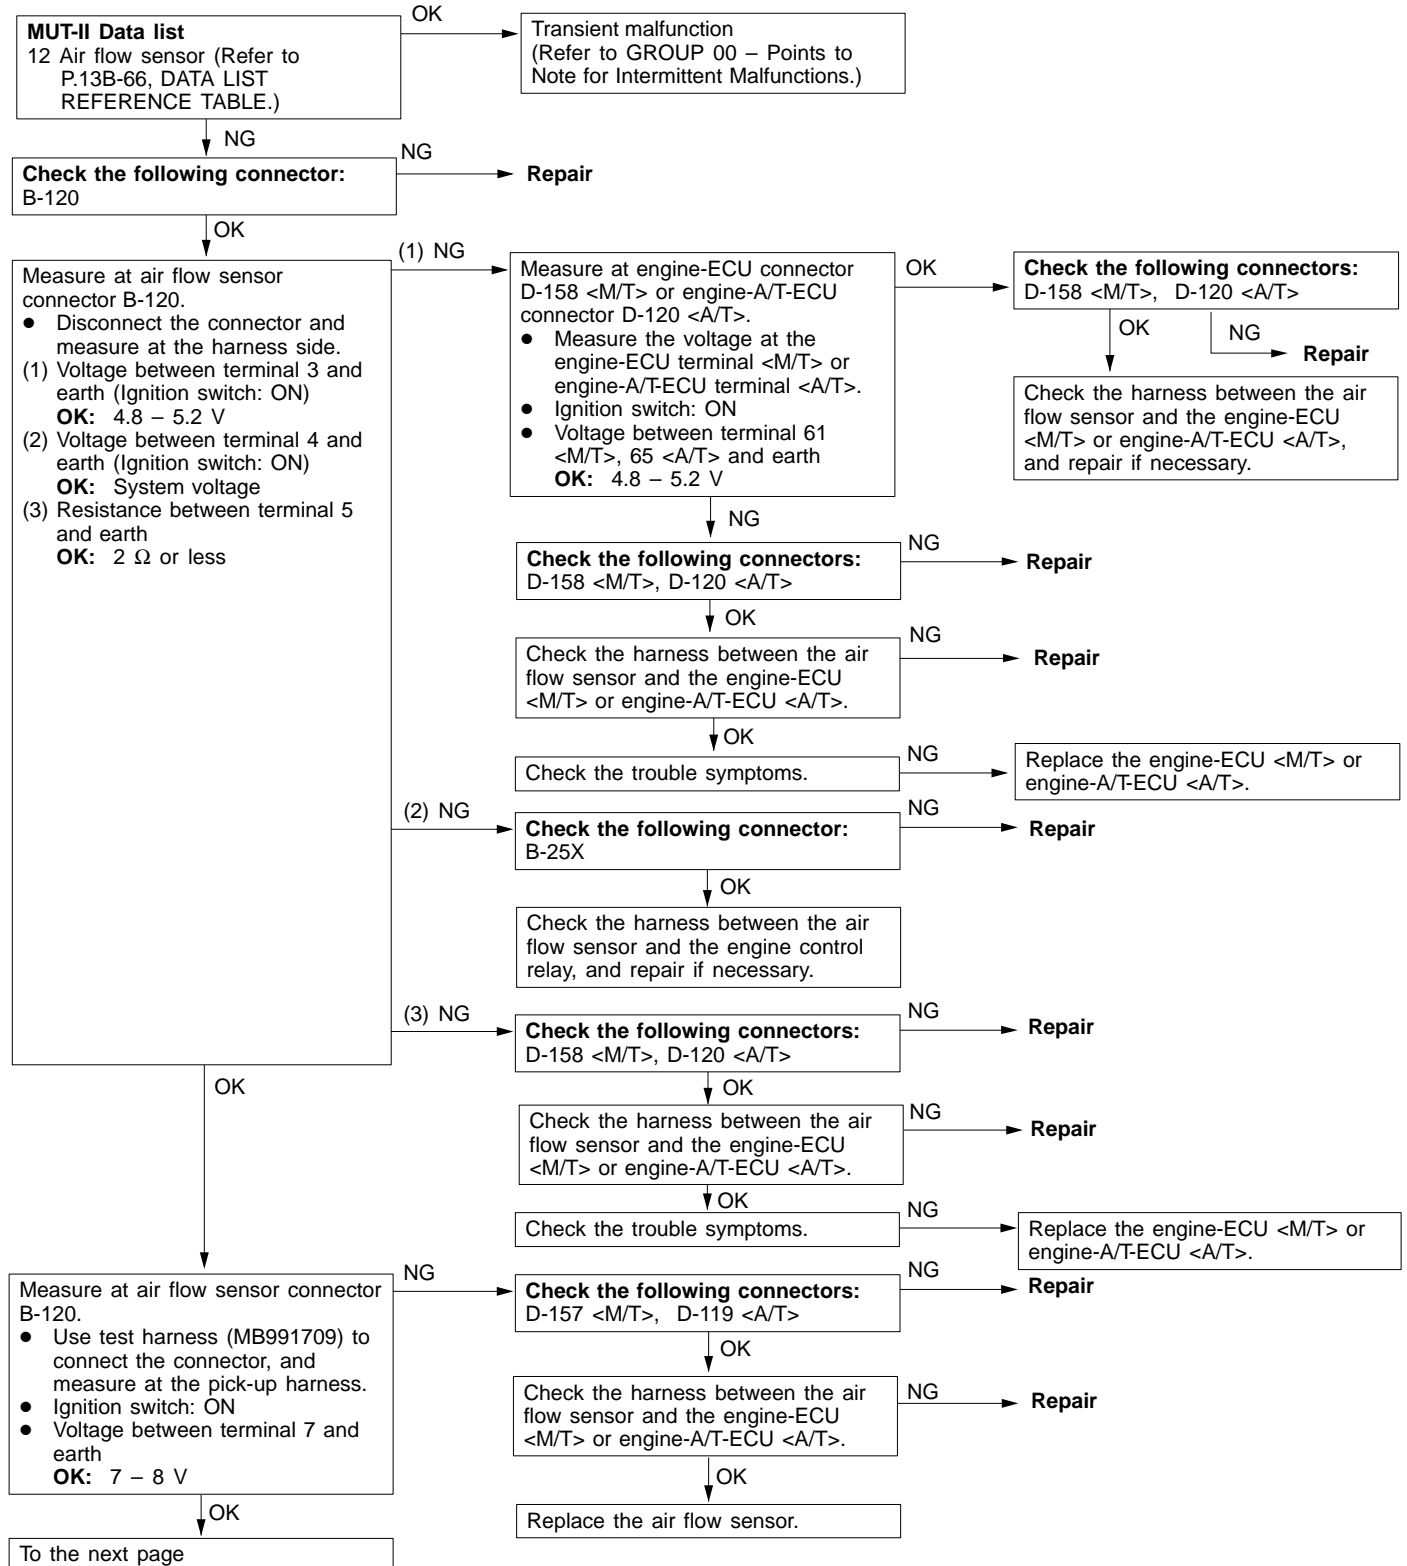 MUT-II Data list
12 Air flow sensor (Refer to
P.13B-66, DATA LIST
REFERENCE TABLE.)
OK
Transient malfunction
(Refer to GROUP 00 – Points to
Note for Intermittent Malfunctions.)
NG
Check the following connector:
B-120
NG
Repair
OK
Measure at air flow sensor
connector B-120.
● Disconnect the connector and
measure at the harness side.
(1) Voltage between terminal 3 and
earth (Ignition switch: ON)
OK: 4.8 – 5.2 V
(2) Voltage between terminal 4 and
earth (Ignition switch: ON)
OK: System voltage
(3) Resistance between terminal 5
and earth
OK: 2 Ω or less
(1) NG
Measure at engine-ECU connector
D-158 <M/T> or engine-A/T-ECU
connector D-120 <A/T>.
● Measure the voltage at the
engine-ECU terminal <M/T> or
engine-A/T-ECU terminal <A/T>.
● Ignition switch: ON
● Voltage between terminal 61
<M/T>, 65 <A/T> and earth
OK: 4.8 – 5.2 V
OK
Check the following connectors:
D-158 <M/T>, D-120 <A/T>
OK
NG
Repair
Check the harness between the air
flow sensor and the engine-ECU
<M/T> or engine-A/T-ECU <A/T>,
and repair if necessary.
NG
Check the following connectors:
D-158 <M/T>, D-120 <A/T>
NG
Repair
OK
Check the harness between the air
flow sensor and the engine-ECU
<M/T> or engine-A/T-ECU <A/T>.
NG
Repair
OK
Check the trouble symptoms.
NG
Replace the engine-ECU <M/T> or
engine-A/T-ECU <A/T>.
(2) NG
Check the following connector:
B-25X
NG
Repair
OK
Check the harness between the air
flow sensor and the engine control
relay, and repair if necessary.
(3) NG
Check the following connectors:
D-158 <M/T>, D-120 <A/T>
NG
Repair
OK
Check the harness between the air
flow sensor and the engine-ECU
<M/T> or engine-A/T-ECU <A/T>.
NG
Repair
OK
Check the trouble symptoms.
NG
Replace the engine-ECU <M/T> or
engine-A/T-ECU <A/T>.
OK
Measure at air flow sensor connector
B-120.
● Use test harness (MB991709) to
connect the connector, and
measure at the pick-up harness.
● Ignition switch: ON
● Voltage between terminal 7 and
earth
OK: 7 – 8 V
NG
Check the following connectors:
D-157 <M/T>, D-119 <A/T>
NG
Repair
OK
Check the harness between the air
flow sensor and the engine-ECU
<M/T> or engine-A/T-ECU <A/T>.
NG
Repair
OK
Replace the air flow sensor.
OK
To the next page